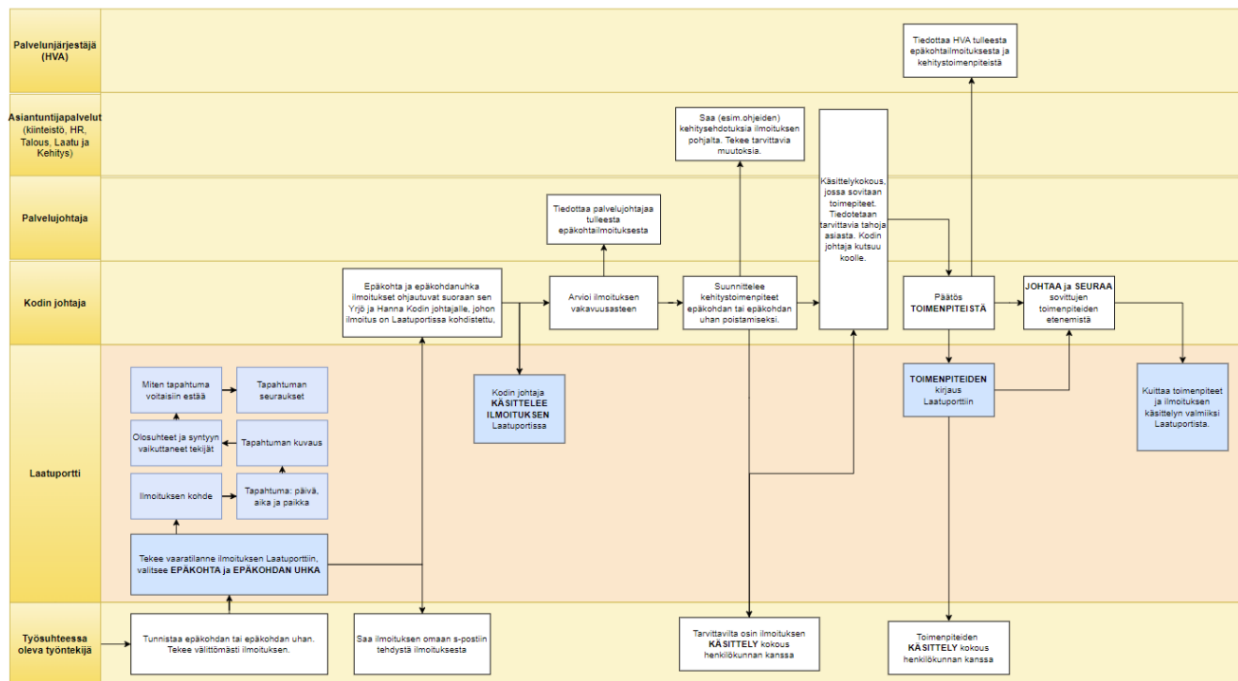 Palvelunjärjestäjä
(HVA)
Tiedottaa HVA tulleesta
epäkohtailmoituksesta ja
kehitystoimenpiteistä
Asiantuntijapalvelut
(kiinteistö, HR,
Talous, Laatu ja
Kehitys)
Saa (esim.ohjeiden)
kehitysehdotuksia ilmoituksen
pohjalta. Tekee tarvittavia
muutoksia.
Käsittelykokous,
jossa sovitaan
toimepiteet.
Tiedotetaan
tarvittavia tahoja
asiasta. Kodin
johtaja kutsuu
koolle.
Palvelujohtaja
Tiedottaa palvelujohtajaa
tulleesta
epäkohtailmoituksesta
Kodin johtaja
Epäkohta ja epäkohdanuhka
ilmoitukset ohjautuvat suoraan sen
Yrjö ja Hanna Kodin johtajalle, johon
ilmoitus on Laatuportissa kohdistettu,
Arvioi ilmoituksen
vakavuusasteen
Suunnittelee
kehitystoimenpiteet
epäkohdan tai epäkohdan
uhan poistamiseksi.
Päätös
TOIMENPITEISTÄ
JOHTAA ja SEURAA
sovittujen
toimenpiteiden
etenemistä
Laatuportti
Miten tapahtuma
voitaisiin estää
Tapahtuman
seuraukset
Olosuhteet ja syntyyn
vaikuttaneet tekijät
Tapahtuman kuvaus
Ilmoituksen kohde
Tapahtuma: päivä,
aika ja paikka
Tekee vaaratilanne ilmoituksen Laatuporttiin,
valitsee EPÄKOHTA ja EPÄKOHDAN UHKA
Kodin johtaja
KÄSITTELEE
ILMOITUKSEN
Laatuportissa
TOIMENPITEIDEN
kirjaus
Laatuporttiin
Kuittaa toimenpiteet
ja ilmoituksen
käsittelyn valmiiksi
Laatuportista.
Työsuhteessa
oleva työntekijä
Tunnistaa epäkohdan tai epäkohdan uhan.
Tekee välittömästi ilmoituksen.
Saa ilmoituksen omaan s-postiin
tehdystä ilmoituksesta
Tarvittavilta osin ilmoituksen
KÄSITTELY kokous
henkilökunnan kanssa
Toimenpiteiden
KÄSITTELY kokous
henkilökunnan kanssa